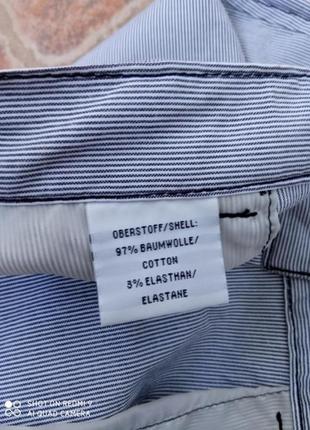 OBERSTOFF/SHELL:
97% BAUMWOLLE/
COTTON
3% ELASTHAN/
ELASTANE
SHOT ON REDMI 9
AI QUAD CAMERA